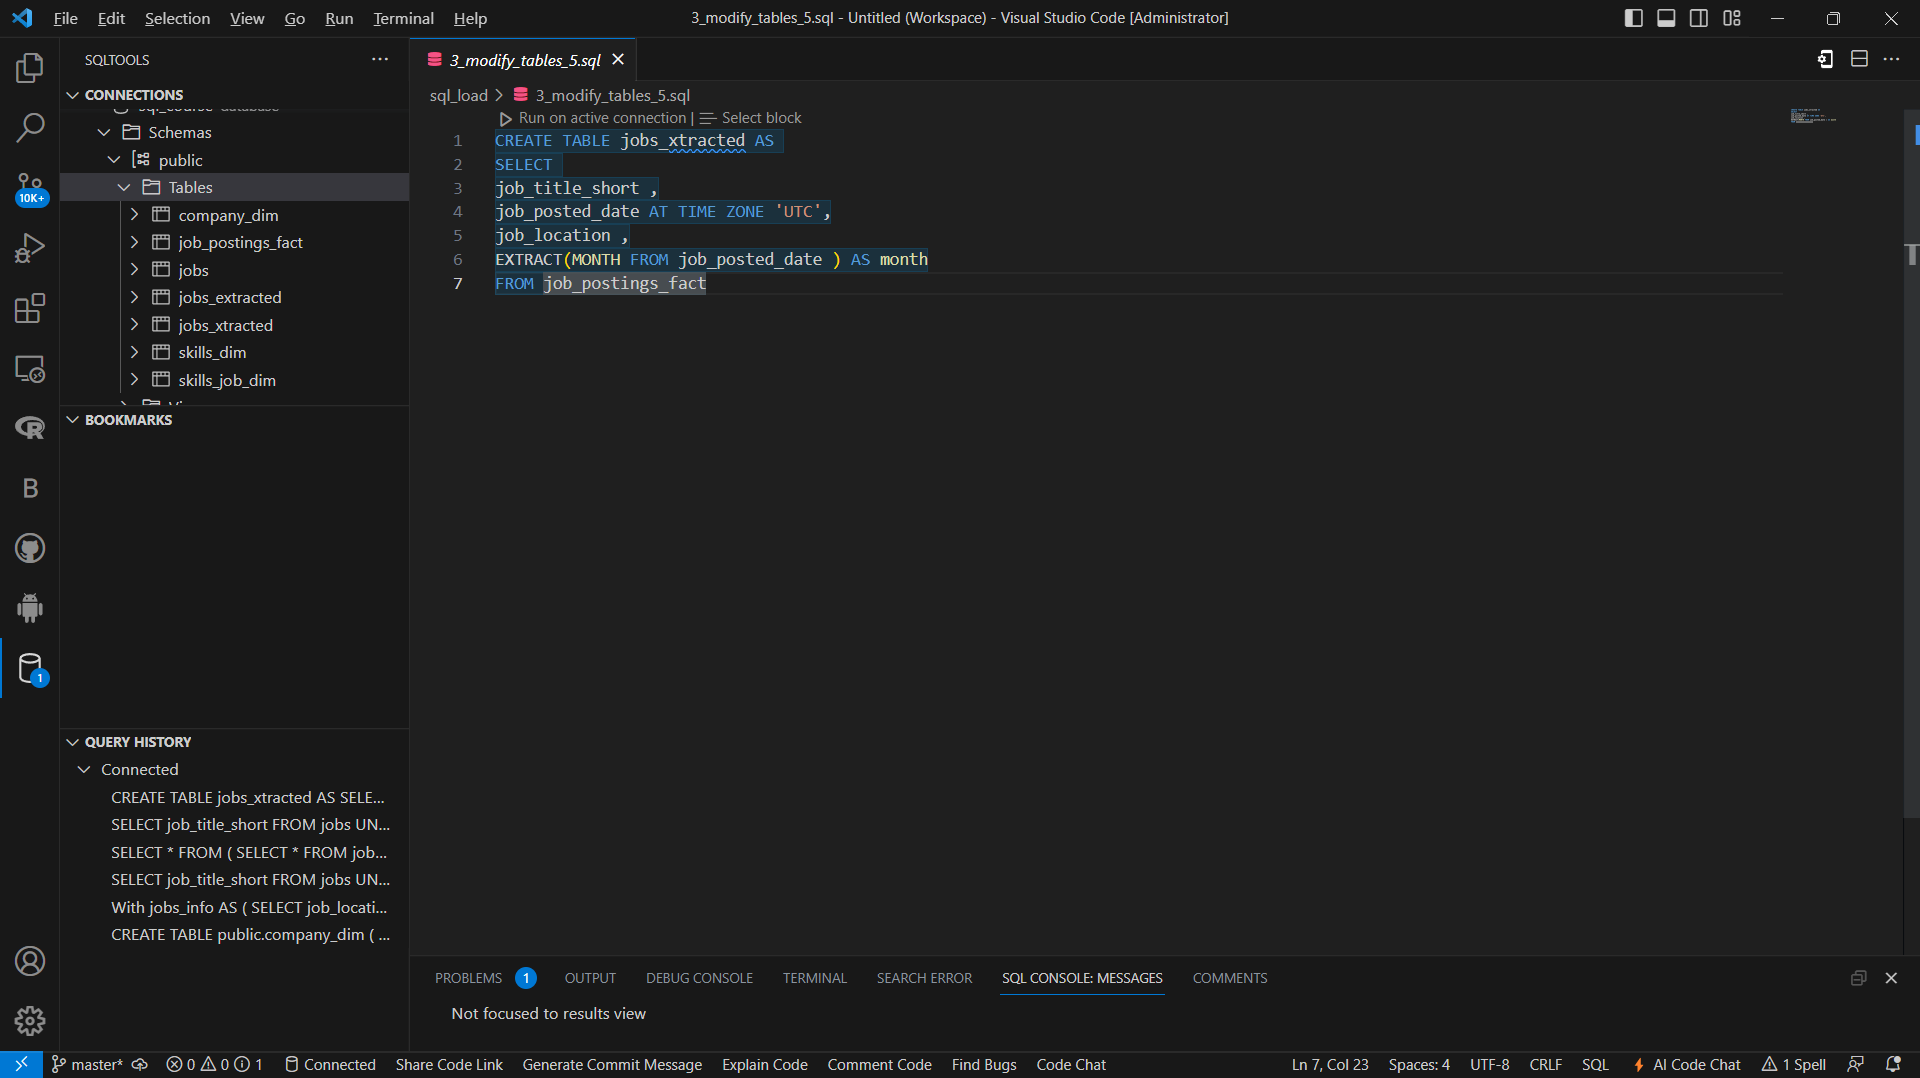 File Edit Selection View Go Run Terminal Help
3_modify_tables_5.sql - Untitled (Workspace) - Visual Studio Code [Administrator]
SQLTOOLS
CONNECTIONS
sql_course database
Schemas
public
Tables
company_dim
job_postings_fact
jobs
jobs_extracted
jobs_xtracted
skills_dim
skills_job_dim
BOOKMARKS
QUERY HISTORY
Connected
CREATE TABLE jobs_xtracted AS SELE...
SELECT job_title_short FROM jobs UN...
SELECT * FROM ( SELECT * FROM job...
SELECT job_title_short FROM jobs UN...
With jobs_info AS ( SELECT job_locati...
CREATE TABLE public.company_dim ( ...
10K+
B
1
3_modify_tables_5.sql
sql_load > 3_modify_tables_5.sql
Run on active connection | Select block
1 CREATE TABLE jobs_xtracted AS
2 SELECT
3 job_title_short ,
4 job_posted_date AT TIME ZONE 'UTC',
5 job_location ,
6 EXTRACT(MONTH FROM job_posted_date ) AS month
7 FROM job_postings_fact
PROBLEMS 1 OUTPUT DEBUG CONSOLE TERMINAL SEARCH ERROR SQL CONSOLE: MESSAGES COMMENTS
Not focused to results view
master* 0 0 1 Connected Share Code Link Generate Commit Message Explain Code Comment Code Find Bugs Code Chat Ln 7, Col 23 Spaces: 4 UTF-8 CRLF SQL AI Code Chat 1 Spell